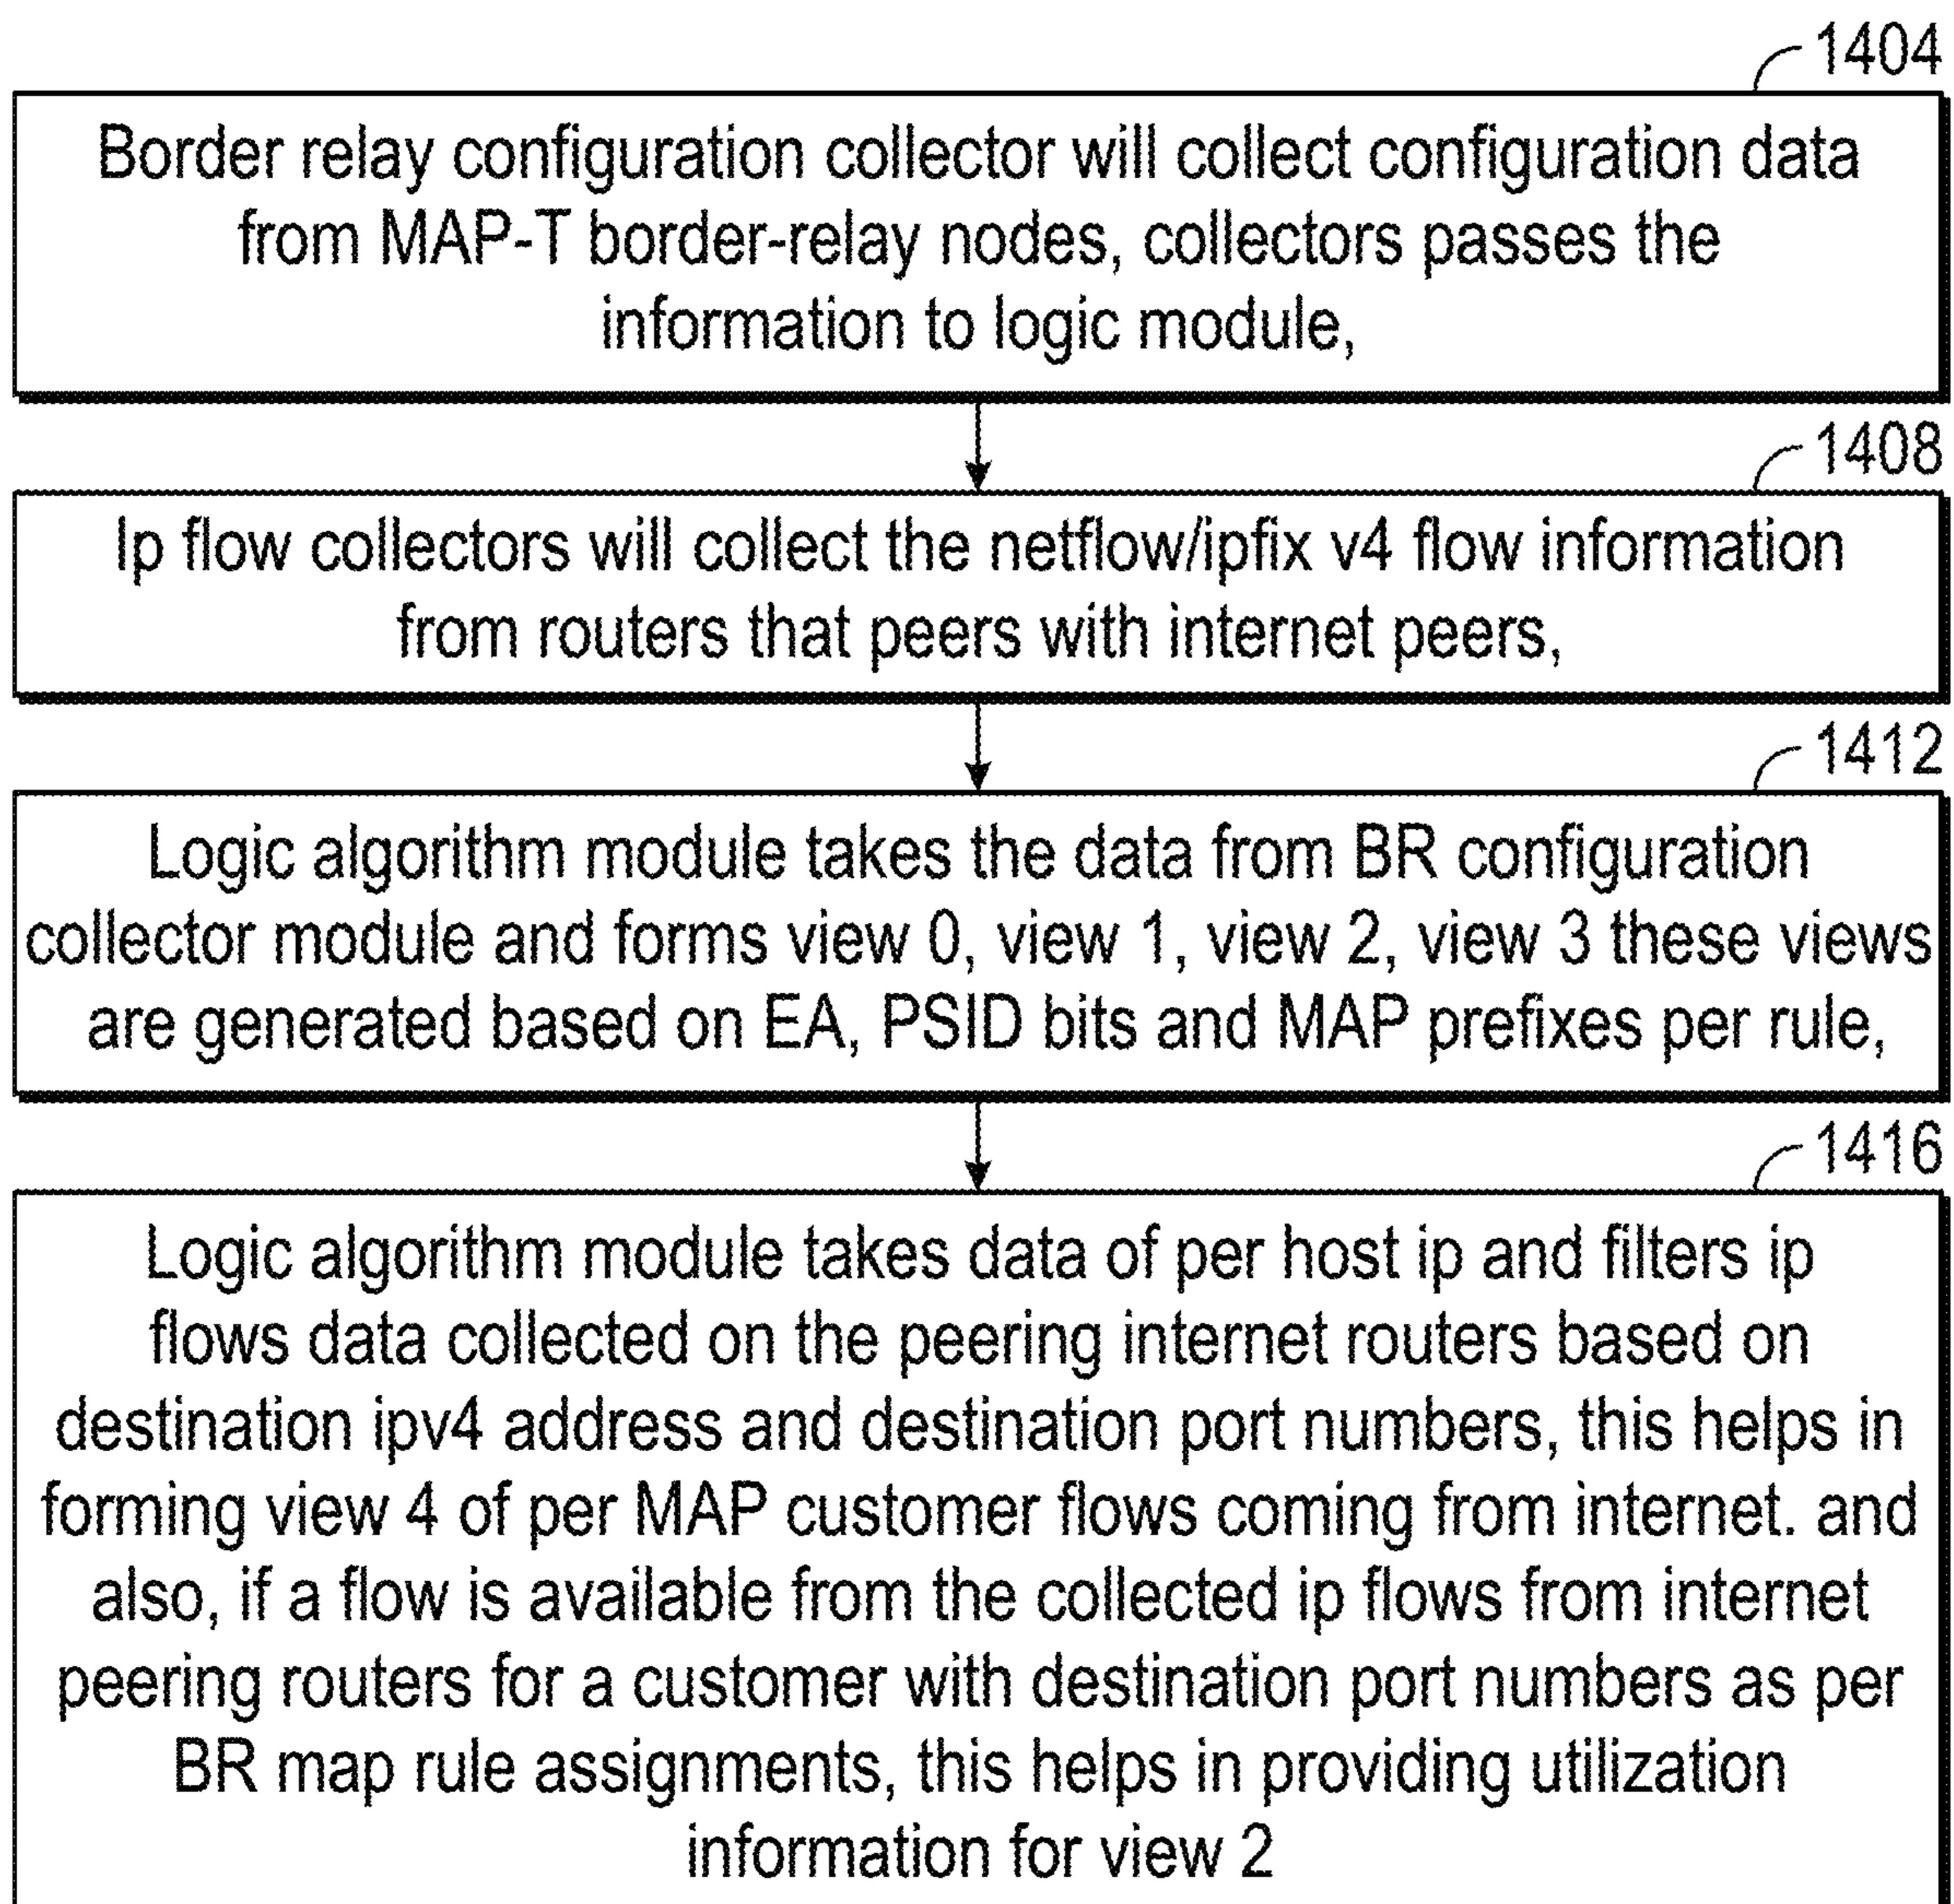 1404
Border relay configuration collector will collect configuration data
from MAP-T border-relay nodes, collectors passes the
information to logic module,
1408
Ip flow collectors will collect the netflow/ipfix v4 flow information
from routers that peers with internet peers,
1412
Logic algorithm module takes the data from BR configuration
collector module and forms view 0, view 1, view 2, view 3 these views
are generated based on EA, PSID bits and MAP prefixes per rule,
1416
Logic algorithm module takes data of per host ip and filters ip
flows data collected on the peering internet routers based on
destination ipv4 address and destination port numbers, this helps in
forming view 4 of per MAP customer flows coming from internet. and
also, if a flow is available from the collected ip flows from internet
peering routers for a customer with destination port numbers as per
BR map rule assignments, this helps in providing utilization
information for view 2